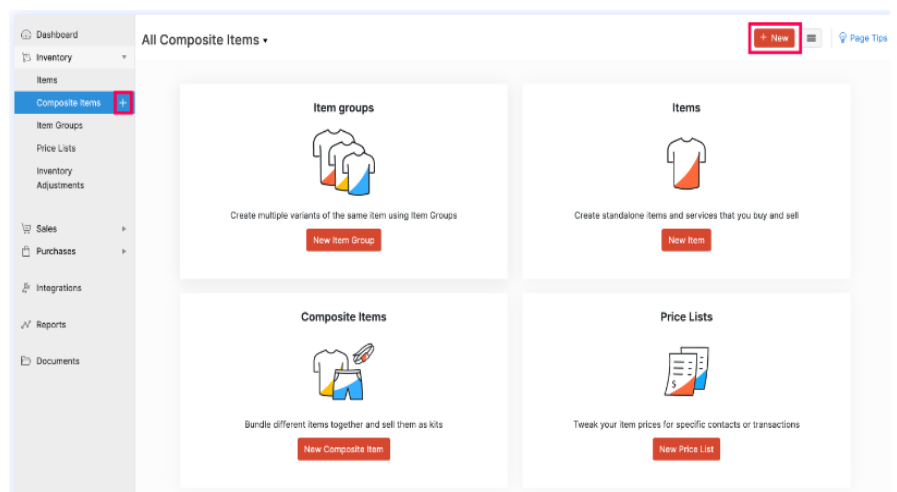 Dashboard
Inventory
Items
Composite Items +
Item Groups
Price Lists
Inventory
Adjustments
Sales
Purchases
Integrations
Reports
Documents
All Composite Items
+ New
Page Tips
Item groups
Create multiple variants of the same item using Item Groups
New Item Group
Items
Create standalone items and services that you buy and sell
New Item
Composite Items
Bundle different items together and sell them as kits
New Composite Item
Price Lists
$
Tweak your item prices for specific contacts or transactions
New Price List